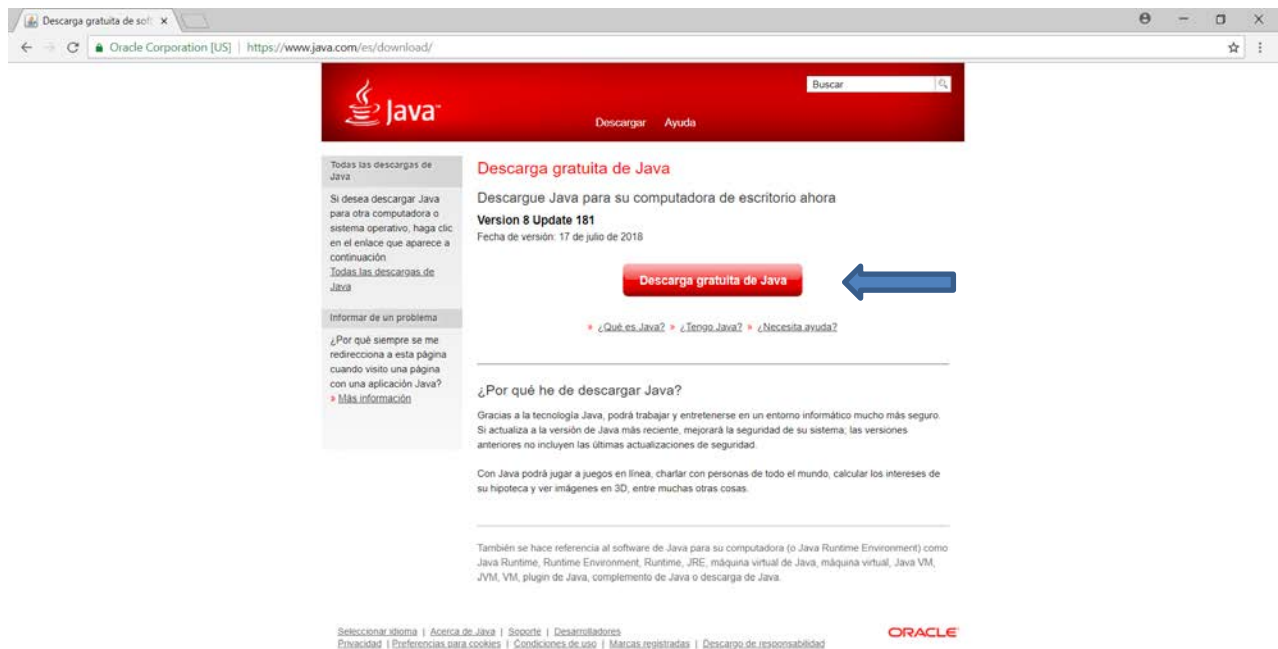 Descarga gratuita de sof
Oracle Corporation [US] | https://www.java.com/es/download/
Java
Buscar
Descargar Ayuda
Todas las descargas de
Java
Si desea descargar Java
para otra computadora o
sistema operativo, haga clic
en el enlace que aparece a
continuación
Todas las descargas de
Java
Informar de un problema
¿Por qué siempre se me
redirecciona a esta página
cuando visito una página
con una aplicación Java?
» Más información
Descarga gratuita de Java
Descargue Java para su computadora de escritorio ahora
Version 8 Update 181
Fecha de versión: 17 de julio de 2018
Descarga gratuita de Java
» ¿Qué es Java? » ¿Tengo Java? » ¿Necesita ayuda?
¿Por qué he de descargar Java?
Gracias a la tecnología Java, podrá trabajar y entretenerse en un entorno informático mucho más seguro.
Si actualiza a la versión de Java más reciente, mejorará la seguridad de su sistema; las versiones
anteriores no incluyen las últimas actualizaciones de seguridad.
Con Java podrá jugar a juegos en línea, charlar con personas de todo el mundo, calcular los intereses de
su hipoteca y ver imágenes en 3D, entre muchas otras cosas.
También se hace referencia al software de Java para su computadora (o Java Runtime Environment) como
Java Runtime, Runtime Environment, Runtime, JRE, máquina virtual de Java, máquina virtual, Java VM,
JVM, VM, plugin de Java, complemento de Java o descarga de Java.
Seleccionar idioma | Acerca de Java | Soporte | Desarrolladores
Privacidad | Preferencias para cookies | Condiciones de uso | Marcas registradas | Descargo de responsabilidad
ORACLE